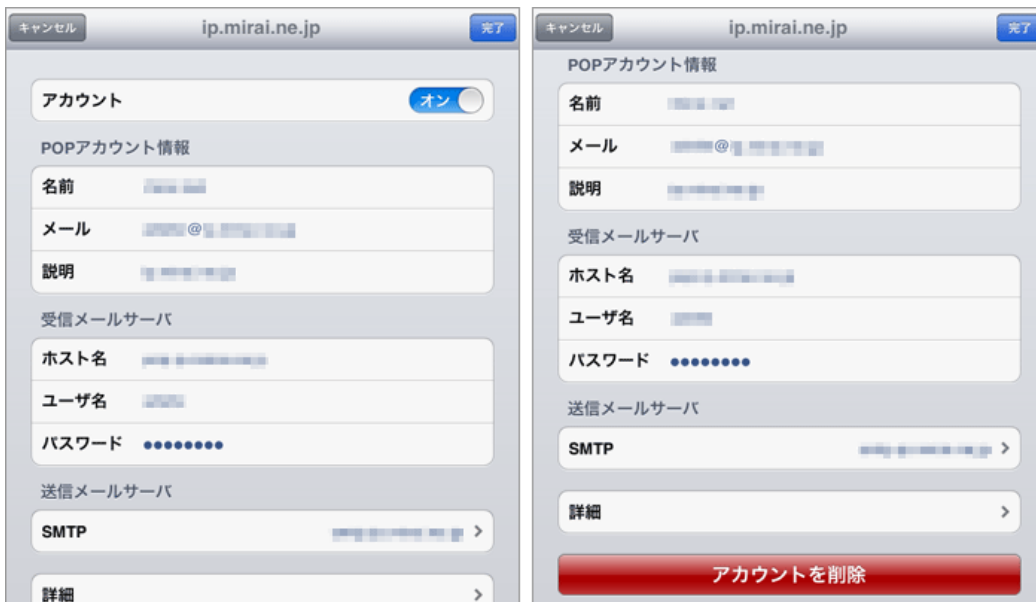 キャンセル ip.mirai.ne.jp 完了
アカウント オン
POPアカウント情報
名前
メール @
説明
受信メールサーバ
ホスト名
ユーザ名
パスワード ●●●●●●●●
送信メールサーバ
SMTP >
詳細 >
キャンセル ip.mirai.ne.jp 完了
POPアカウント情報
名前
メール @
説明
受信メールサーバ
ホスト名
ユーザ名
パスワード ●●●●●●●●
送信メールサーバ
SMTP >
詳細 >
アカウントを削除